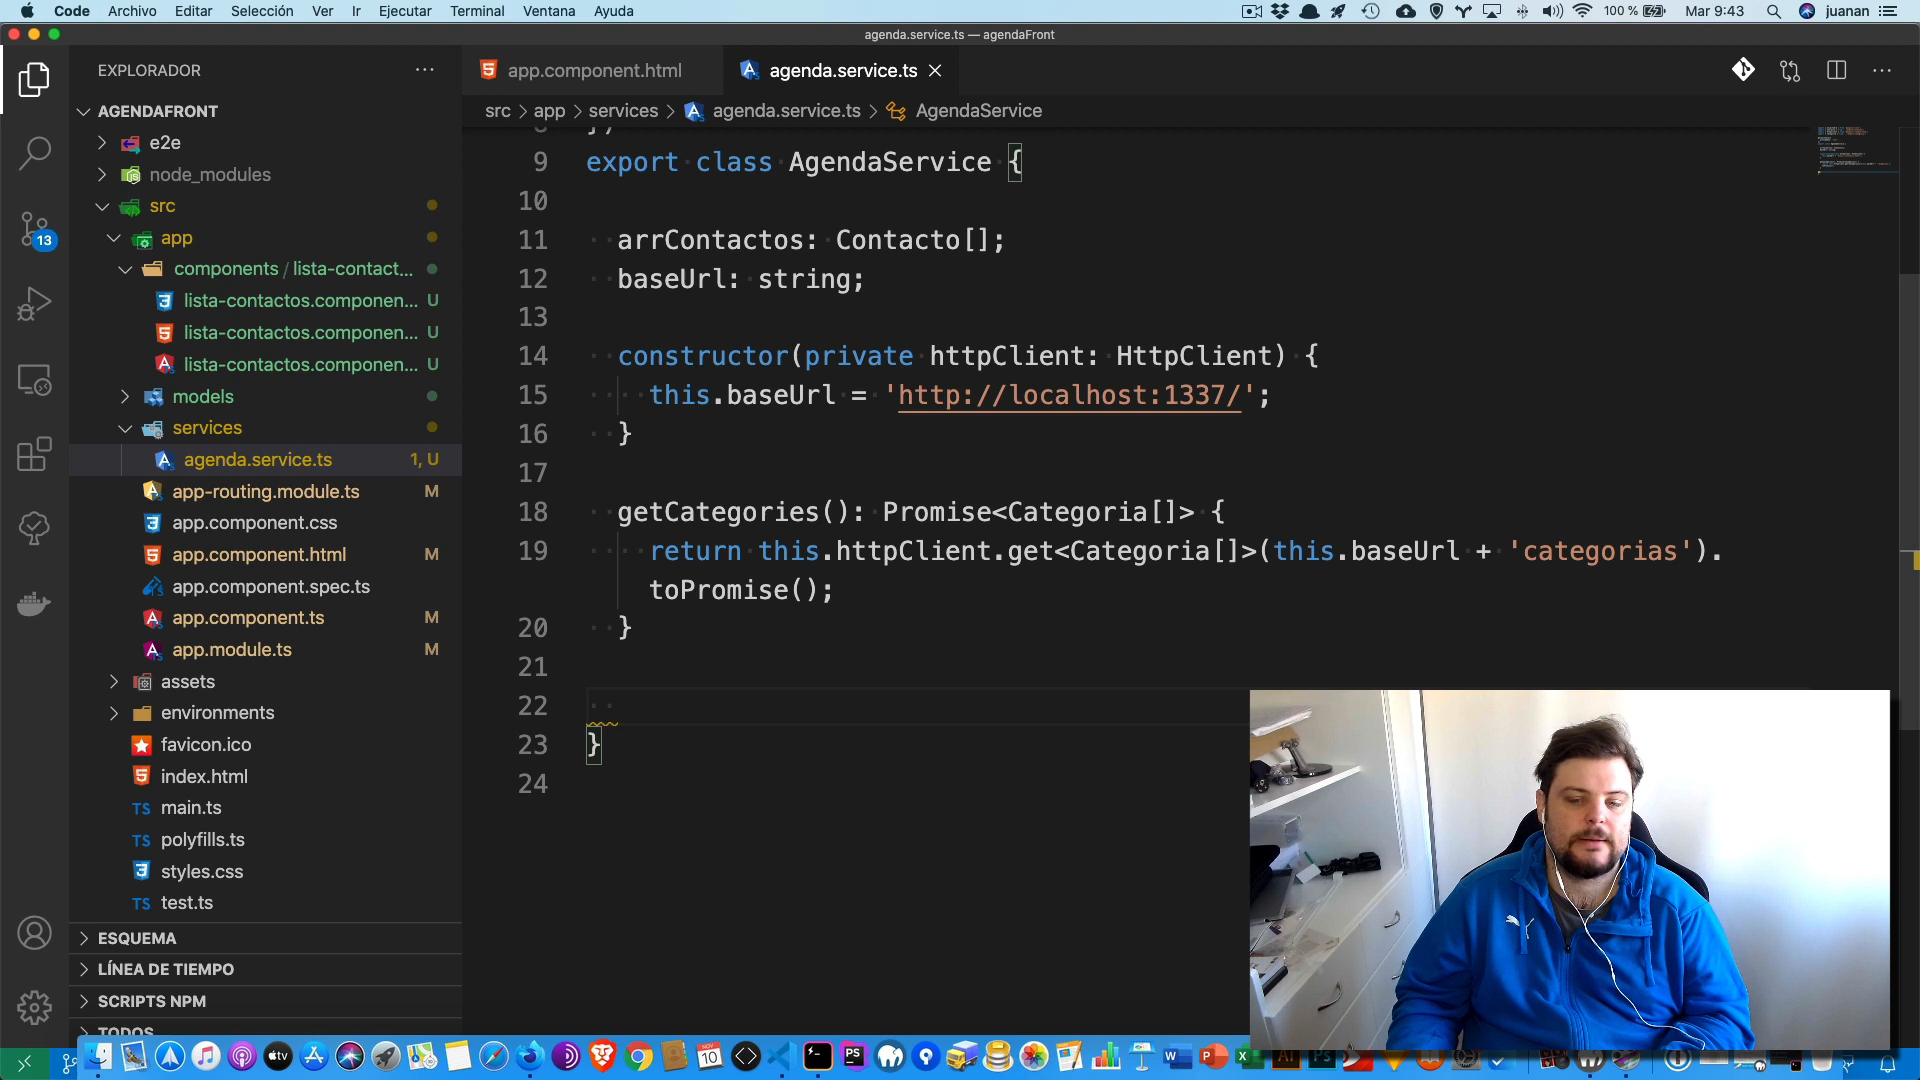 Code Archivo Editar Selección Ver Ir Ejecutar Terminal Ventana Ayuda 100 % Mar 9:43 juanan
agenda.service.ts — agendaFront
EXPLORADOR
app.component.html
agenda.service.ts
src > app > services > agenda.service.ts > AgendaService
AGENDAFRONT
e2e
node_modules
src
app
components / lista-contact...
lista-contactos.componen... U
lista-contactos.componen... U
lista-contactos.componen... U
models
services
agenda.service.ts 1, U
app-routing.module.ts M
app.component.css
app.component.html M
app.component.spec.ts
app.component.ts M
app.module.ts M
assets
environments
favicon.ico
index.html
main.ts
polyfills.ts
styles.css
test.ts
ESQUEMA
LÍNEA DE TIEMPO
SCRIPTS NPM
TODOS
13
9 export class AgendaService {
10
11 arrContactos: Contacto[];
12 baseUrl: string;
13
14 constructor(private httpClient: HttpClient) {
15 this.baseUrl = 'http://localhost:1337/';
16 }
17
18 getCategories(): Promise<Categoria[]> {
19 return this.httpClient.get<Categoria[]>(this.baseUrl + 'categorias').
toPromise();
20 }
21
22
23 }
24